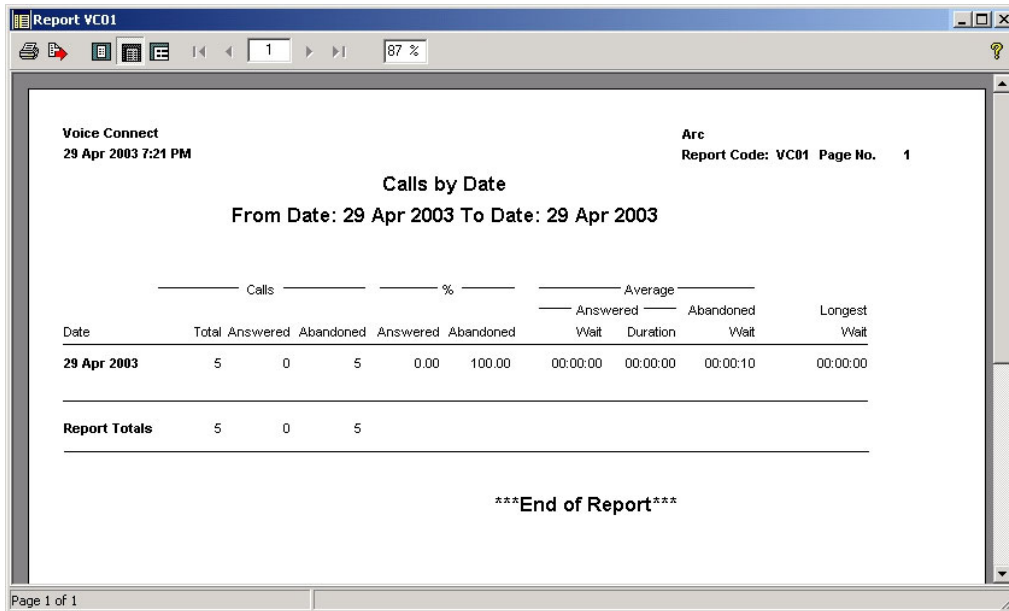 Report VC01
1
87 %
Voice Connect Arc
29 Apr 2003 7:21 PM Report Code: VC01 Page No. 1
Calls by Date
From Date: 29 Apr 2003 To Date: 29 Apr 2003
Calls % Average
Answered Abandoned Longest
Date Total Answered Abandoned Answered Abandoned Wait Duration Wait Wait
29 Apr 2003 5 0 5 0.00 100.00 00:00:00 00:00:00 00:00:10 00:00:00
Report Totals 5 0 5
***End of Report***
Page 1 of 1